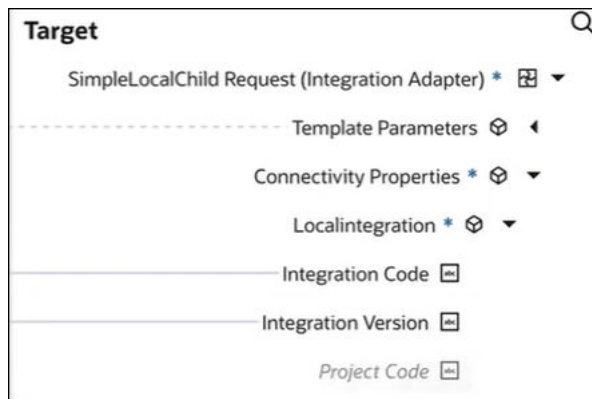 Target
SimpleLocalChild Request (Integration Adapter) *
Template Parameters
Connectivity Properties *
Localintegration *
Integration Code
Integration Version
Project Code